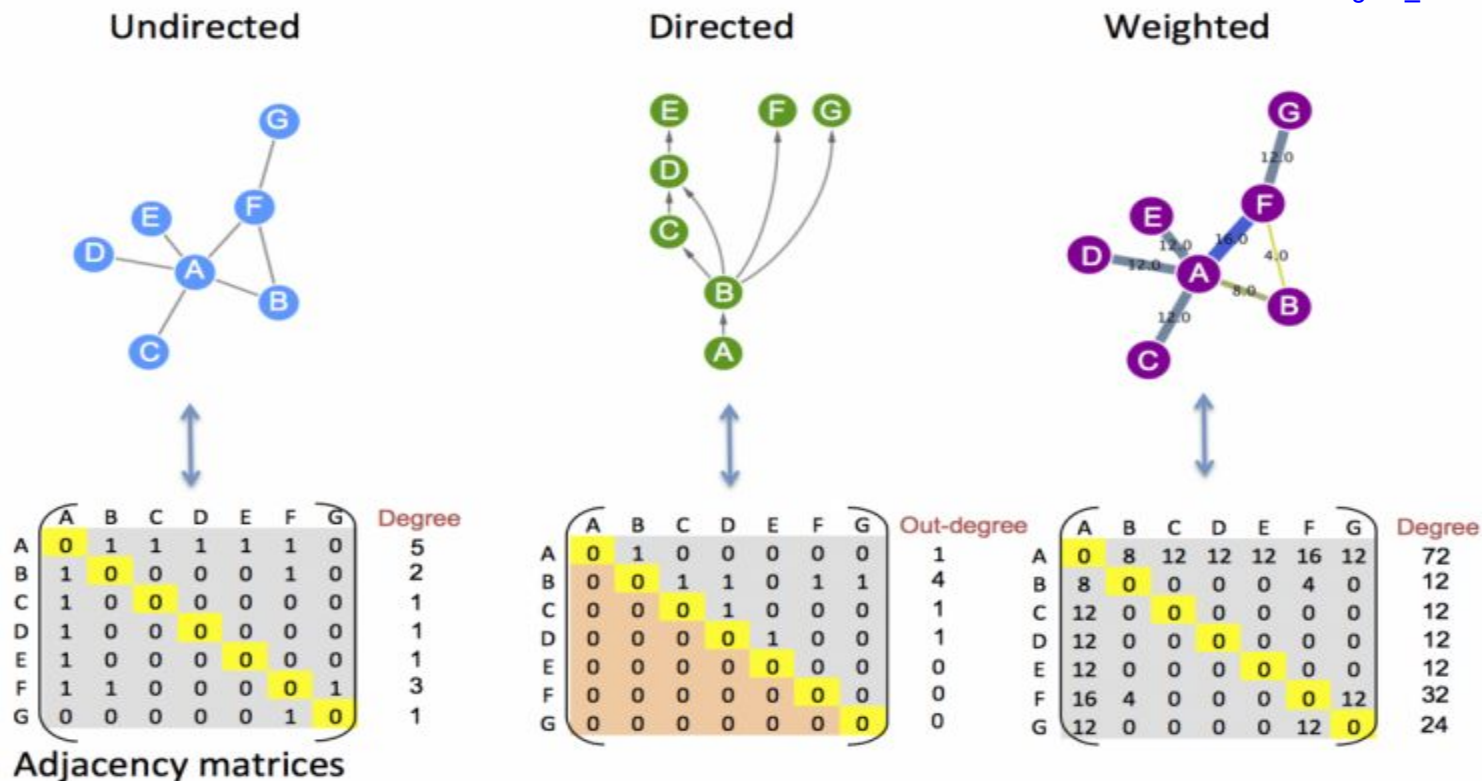 Undirected
Directed
Weighted
G
F
E
D
A
B
C
E
F
G
D
C
B
A
G
12.0
F
E
16.0
12.0
4.0
D
12.0
A
8.0
B
12.0
C
A B C D E F G Degree
A 0 1 1 1 1 1 0 5
B 1 0 0 0 0 1 0 2
C 1 0 0 0 0 0 0 1
D 1 0 0 0 0 0 0 1
E 1 0 0 0 0 0 0 1
F 1 1 0 0 0 0 1 3
G 0 0 0 0 0 1 0 1
A B C D E F G Out-degree
A 0 1 0 0 0 0 0 1
B 0 0 1 1 0 1 1 4
C 0 0 0 1 0 0 0 1
D 0 0 0 0 1 0 0 1
E 0 0 0 0 0 0 0 0
F 0 0 0 0 0 0 0 0
G 0 0 0 0 0 0 0 0
A B C D E F G Degree
A 0 8 12 12 12 16 12 72
B 8 0 0 0 0 4 0 12
C 12 0 0 0 0 0 0 12
D 12 0 0 0 0 0 0 12
E 12 0 0 0 0 0 0 12
F 16 4 0 0 0 0 12 32
G 12 0 0 0 0 12 0 24
Adjacency matrices